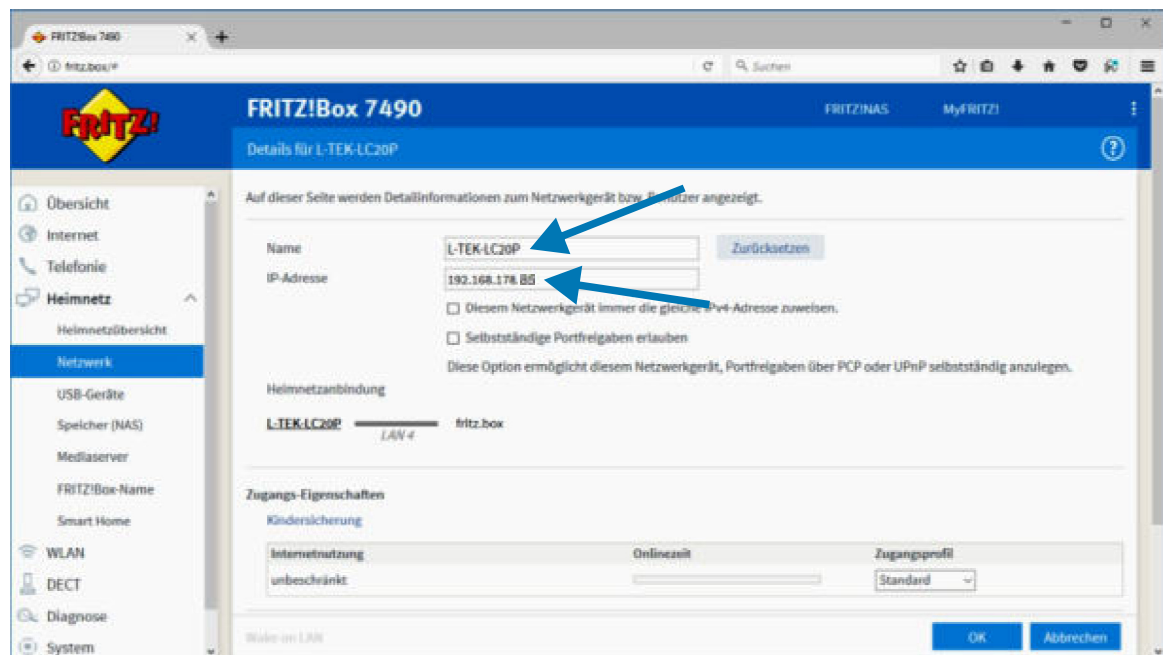 FRITZ!Box 7490
fritz.box/#
Suchen
FRITZ!
FRITZ!Box 7490
FRITZ!NAS
MyFRITZ!
Details für L-TEK-LC20P
Übersicht
Internet
Telefonie
Heimnetz
Heimnetzübersicht
Netzwerk
USB-Geräte
Speicher (NAS)
Mediaserver
FRITZ!Box-Name
Smart Home
WLAN
DECT
Diagnose
System
Auf dieser Seite werden Detailinformationen zum Netzwerkgerät bzw. Benutzer angezeigt.
Name
L-TEK-LC20P
Zurücksetzen
IP-Adresse
192.168.178.
Diesem Netzwerkgerät immer die gleiche IPv4-Adresse zuweisen.
Selbstständige Portfreigaben erlauben
Diese Option ermöglicht diesem Netzwerkgerät, Portfreigaben über PCP oder UPnP selbstständig anzulegen.
Heimnetzanbindung
L-TEK-LC20P
LAN 4
fritz.box
Zugangs-Eigenschaften
Kindersicherung
Internetnutzung
Onlinezeit
Zugangsprofil
unbeschränkt
Standard
Wake on LAN
OK
Abbrechen